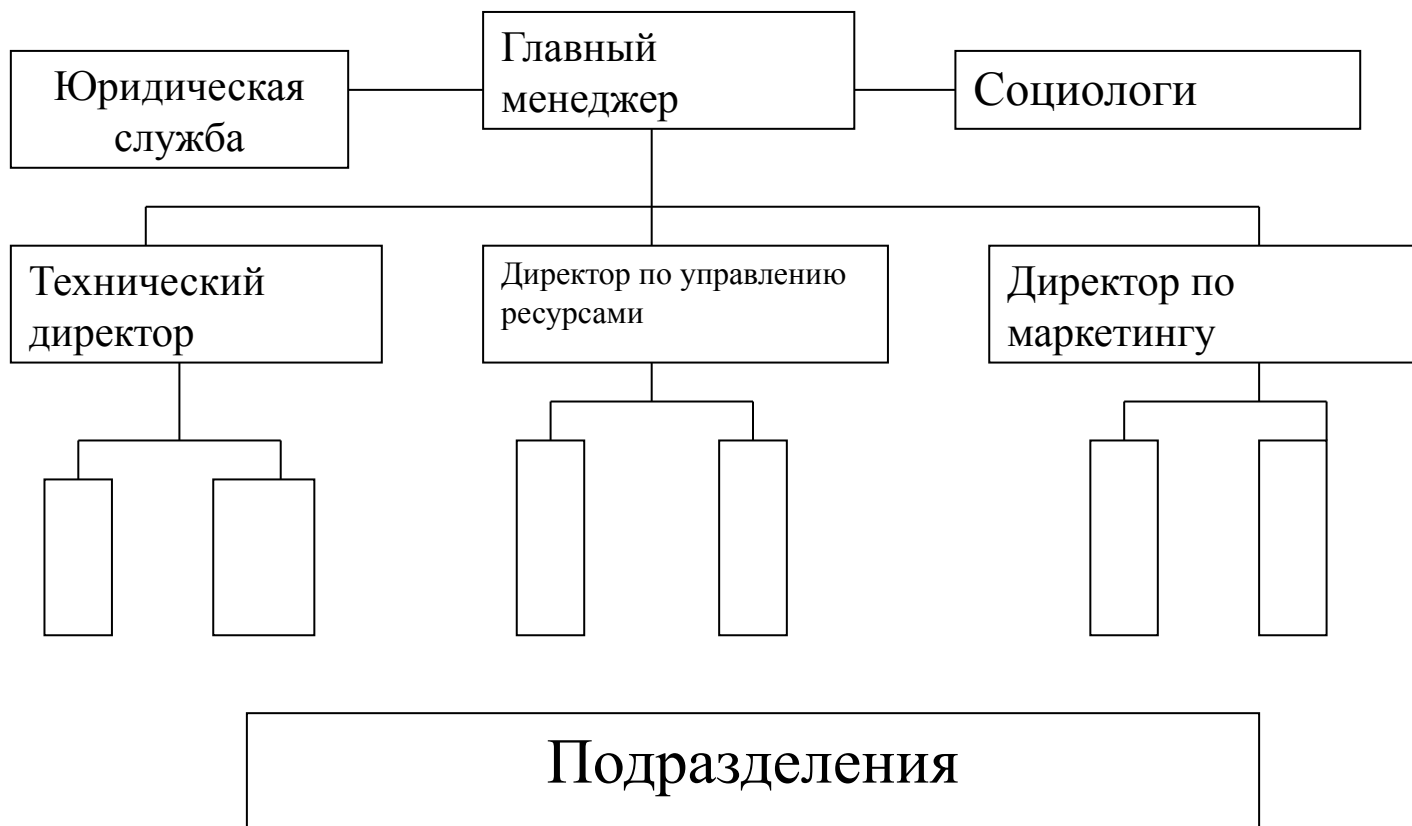 Главный
менеджер
Юридическая
служба
Социологи
Технический
директор
Директор по управлению
ресурсами
Директор по
маркетингу
Подразделения